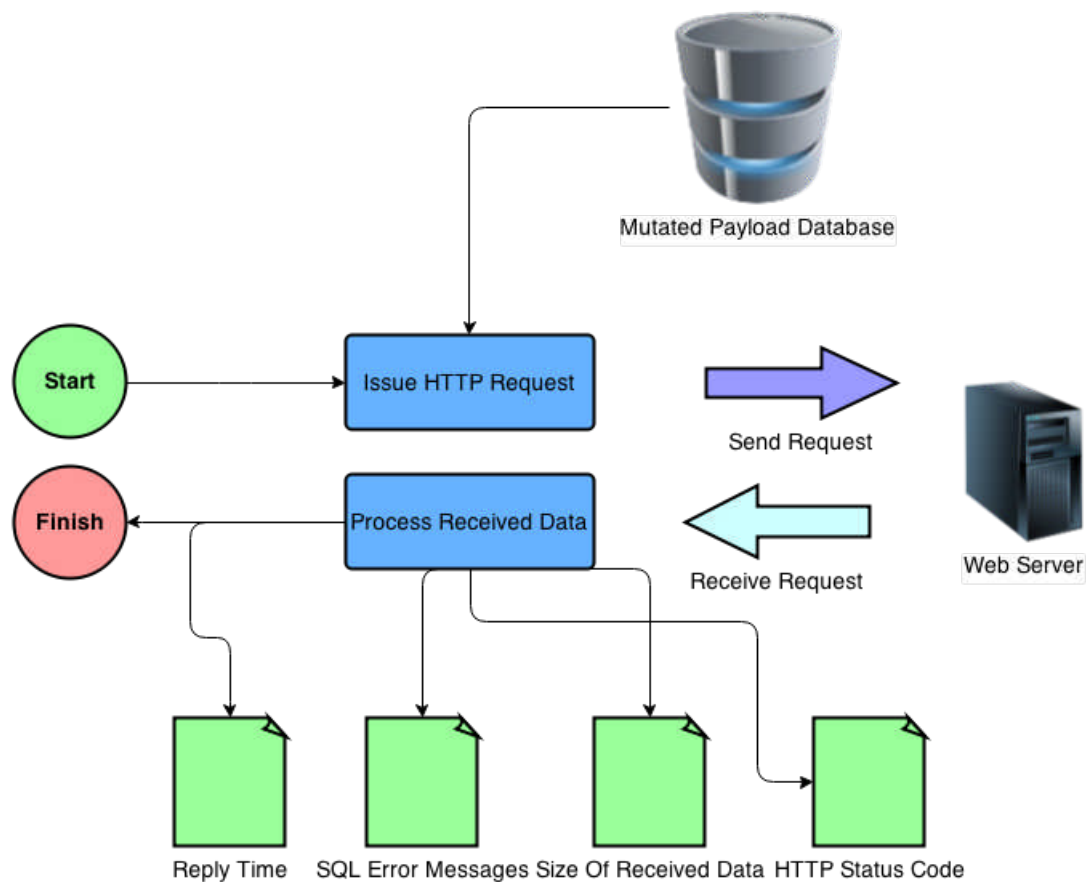 Mutated Payload Database
Start
Issue HTTP Request
Send Request
Finish
Process Received Data
Receive Request
Web Server
Reply Time
SQL Error Messages
Size Of Received Data
HTTP Status Code